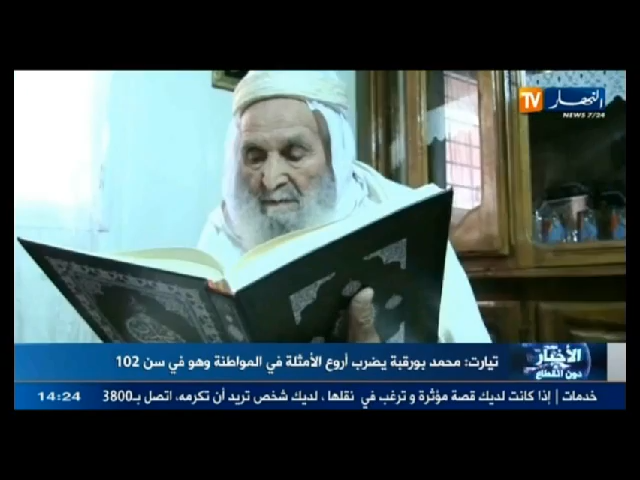 النهار TV
NEWS 7/24
تيارت: محمد بورقبة يضرب أروع الأمثلة في المواطنة وهو في سن 102
الأخبار
دون انقطاع
خدمات | إذا كانت لديك قصة مؤثرة و ترغب في نقلها ، لديك شخص تريد أن تكرمه، اتصل بـ3800
14:24